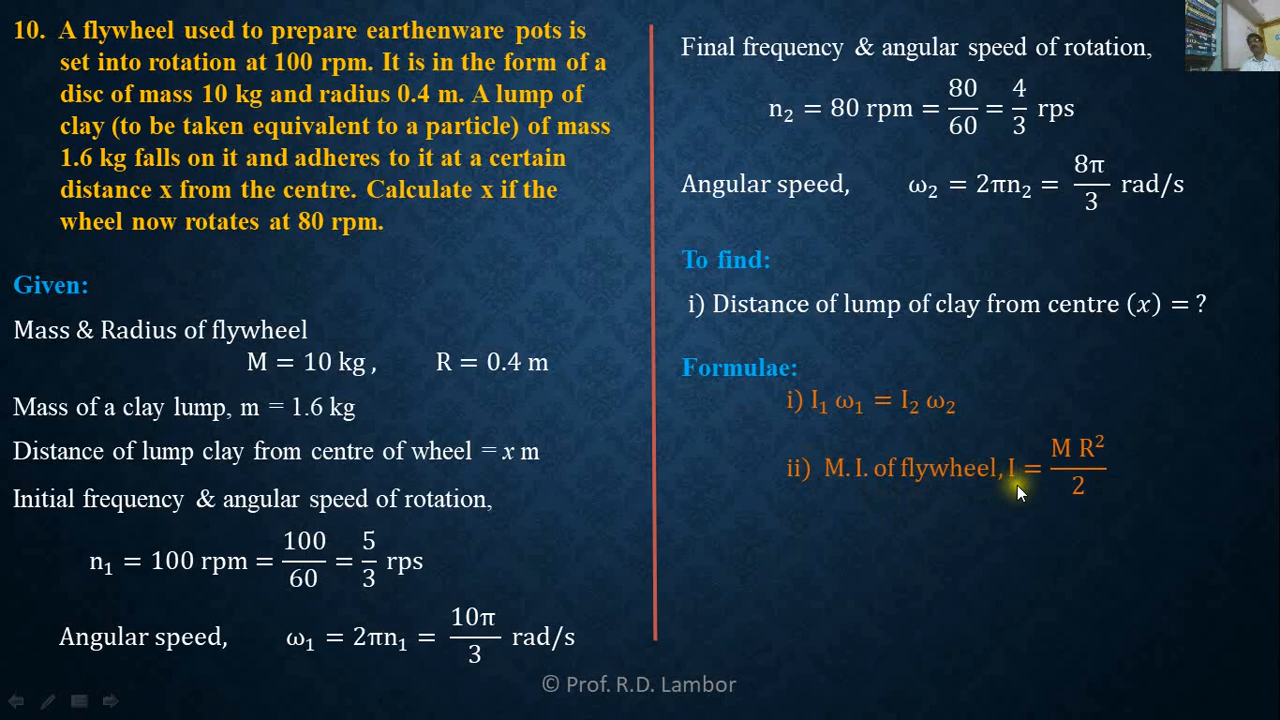 10. A flywheel used to prepare earthenware pots is
set into rotation at 100 rpm. It is in the form of a
disc of mass 10 kg and radius 0.4 m. A lump of
clay (to be taken equivalent to a particle) of mass
1.6 kg falls on it and adheres to it at a certain
distance x from the centre. Calculate x if the
wheel now rotates at 80 rpm.
Given:
Mass & Radius of flywheel
M = 10 kg , R = 0.4 m
Mass of a clay lump, m = 1.6 kg
Distance of lump clay from centre of wheel = x m
Initial frequency & angular speed of rotation,
n₁ = 100 rpm = 100/60 = 5/3 rps
Angular speed, ω₁ = 2πn₁ = 10π/3 rad/s
Final frequency & angular speed of rotation,
n₂ = 80 rpm = 80/60 = 4/3 rps
Angular speed, ω₂ = 2πn₂ = 8π/3 rad/s
To find:
i) Distance of lump of clay from centre (x) = ?
Formulae:
i) I₁ ω₁ = I₂ ω₂
ii) M. I. of flywheel, I = M R²/2
© Prof. R.D. Lambor